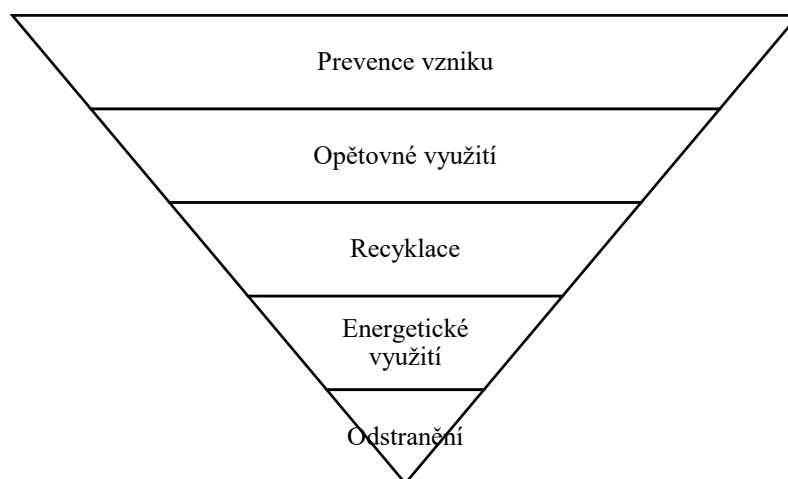 Prevence vzniku
Opětovné využití
Recyklace
Energetické
využití
Odstranění